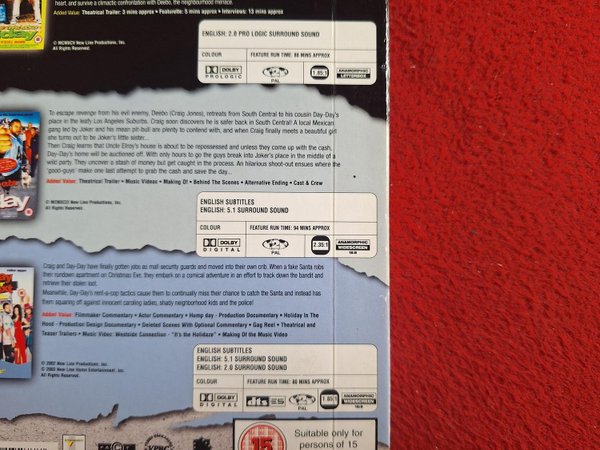 heart, and survive a climactic confrontation with Deebo, the neighbourhood menace.
Added Value: Theatrical Trailer: 3 mins approx • Featurette: 5 mins approx • Interviews: 13 mins approx
© MCMXCV New Line Productions, Inc.
All Rights Reserved.
ENGLISH: 2.0 PRO LOGIC SURROUND SOUND
COLOUR
FEATURE RUN TIME: 88 MINS APPROX
DOLBY
PROLOGIC
PAL
1.85:1
ANAMORPHIC
LETTERBOX
To escape revenge from his evil enemy, Deebo (Craig Jones), retreats from South Central to his cousin Day-Day's
place in the leafy Los Angeles Suburbs. Craig soon discovers he is safer back in South Central! A local Mexican
gang led by Joker and his mean pit-bull are plenty to contend with, and when Craig finally meets a beautiful girl
she turns out to be Joker's little sister...
Then Craig learns that Uncle Elroy's house is about to be repossessed and unless they come up with the cash,
Day-Day's home will be auctioned off. With only hours to go the guys break into Joker's place in the middle of a
wild party. They uncover a stash of money but get caught in the process. An hilarious shoot-out ensues where the
'good-guys' make one last attempt to grab the cash and save the day...
Added Value: Theatrical Trailer • Music Videos • Making Of • Behind The Scenes • Alternative Ending • Cast & Crew
New Line Productions, Inc.
All Rights Reserved.
ENGLISH SUBTITLES
ENGLISH: 5.1 SURROUND SOUND
COLOUR
FEATURE RUN TIME: 94 MINS APPROX
DOLBY
DIGITAL
PAL
2.35:1
ANAMORPHIC
WIDESCREEN
16:9
Craig and Day-Day have finally gotten jobs as mall security guards and moved into their own crib. When a fake Santa robs
their rundown apartment on Christmas Eve, they embark on a comical adventure in an effort to track down the bandit and
retrieve their stolen loot.
Meanwhile, Day-Day's rent-a-cop tactics cause them to continually miss their chance to catch the Santa and instead has
them squaring off against innocent caroling ladies, shady neighborhood kids and the police!
Added Value: Filmmaker Commentary • Actor Commentary • Hump day - Production Documentary • Holiday In The
Hood - Production Design Documentary • Deleted Scenes With Optional Commentary • Gag Reel • Theatrical and
Teaser Trailers • Music Video: Westside Connection - "It's the Holidaze" • Making Of the Music Video
© 2002 New Line Productions, Inc.
© 2003 New Line Home Entertainment, Inc.
All Rights Reserved.
ENGLISH SUBTITLES
ENGLISH: 5.1 SURROUND SOUND
ENGLISH: 2.0 SURROUND SOUND
COLOUR
FEATURE RUN TIME: 80 MINS APPROX
DOLBY
DIGITAL
dts ES
PAL
1.85:1
ANAMORPHIC
WIDESCREEN
16:9
15
Suitable only for
persons of 15